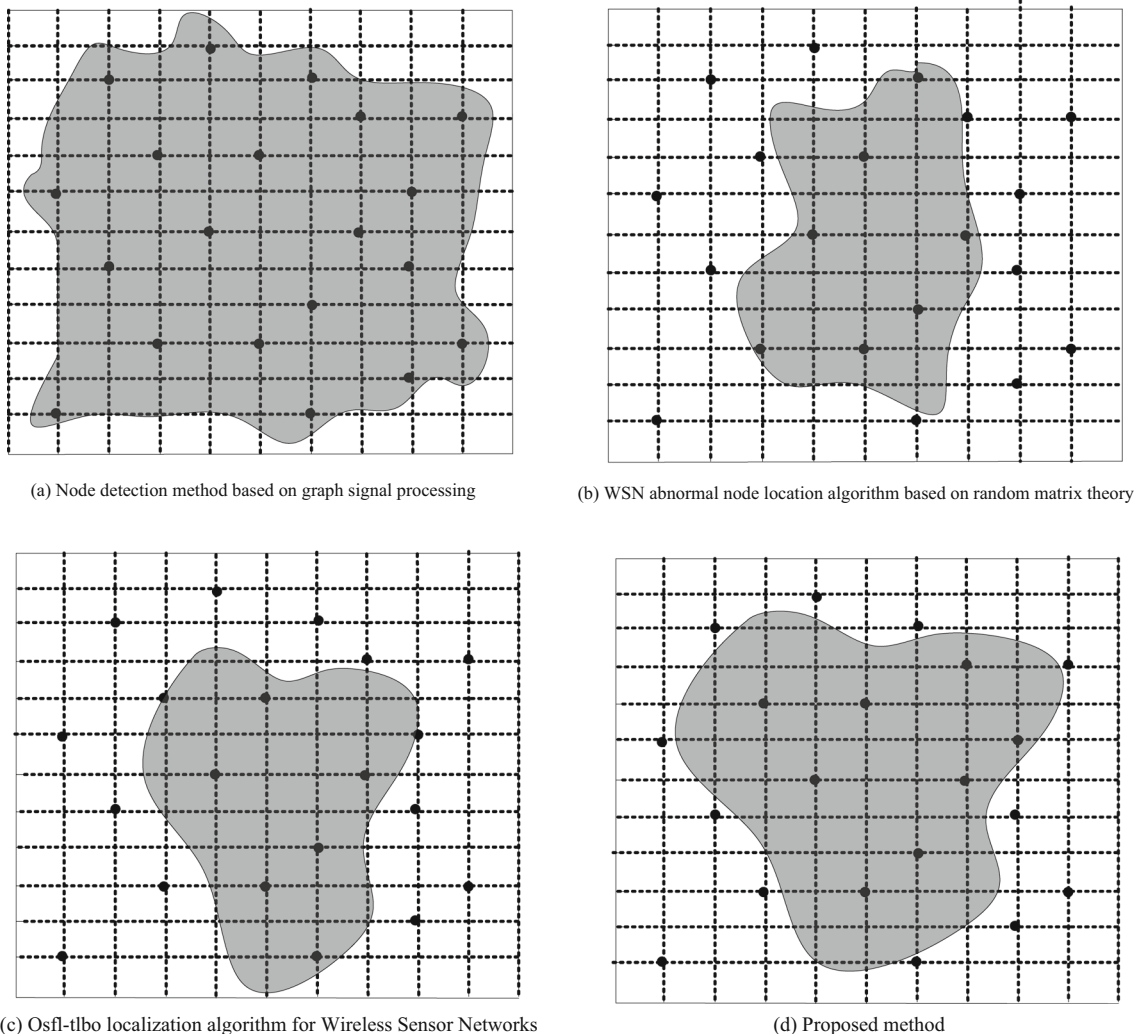 (a) Node detection method based on graph signal processing
(b) WSN abnormal node location algorithm based on random matrix theory
(c) Osfl-tlbo localization algorithm for Wireless Sensor Networks
(d) Proposed method